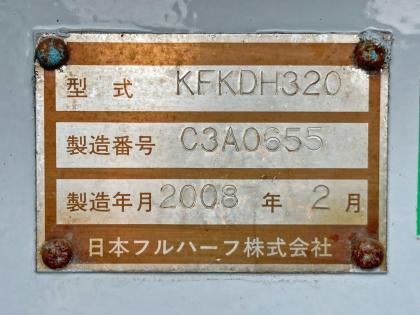 型 式 KFKDH320
製造番号 C3A0655
製造年月 2008 年 2 月
日本フルハーフ株式会社